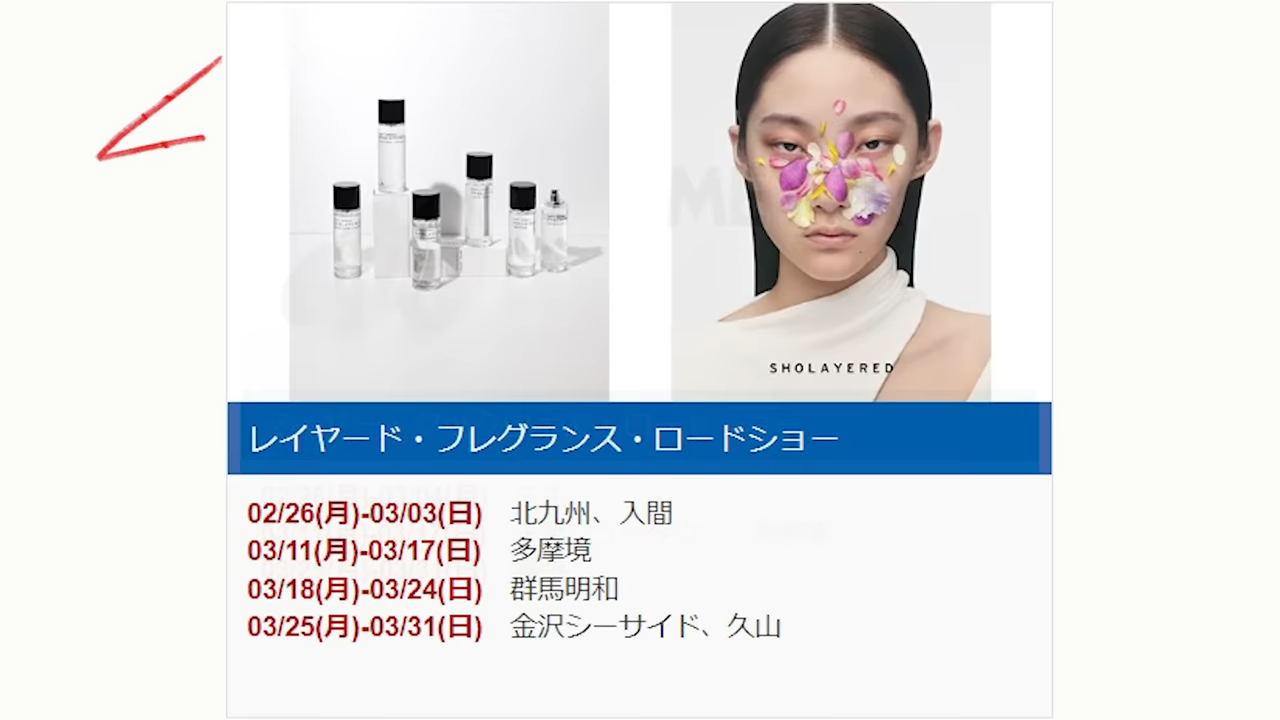 SHOLAYERED
レイヤード・フレグランス・ロードショー
02/26(月)-03/03(日) 北九州、入間
03/11(月)-03/17(日) 多摩境
03/18(月)-03/24(日) 群馬明和
03/25(月)-03/31(日) 金沢シーサイド、久山